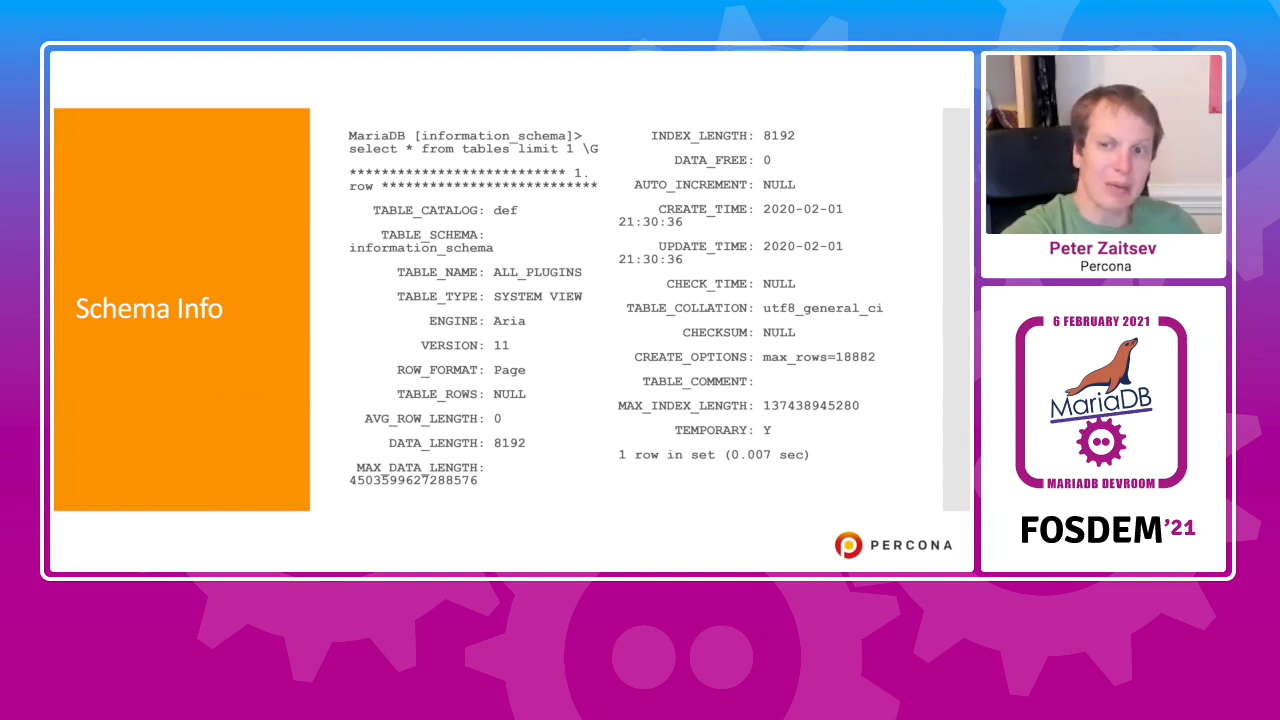 Schema Info
MariaDB [information_schema]>
select * from tables limit 1 \G
*************************** 1.
row ***************************
TABLE_CATALOG: def
TABLE_SCHEMA:
information_schema
TABLE_NAME: ALL_PLUGINS
TABLE_TYPE: SYSTEM VIEW
ENGINE: Aria
VERSION: 11
ROW_FORMAT: Page
TABLE_ROWS: NULL
AVG_ROW_LENGTH: 0
DATA_LENGTH: 8192
MAX_DATA_LENGTH:
4503599627288576
INDEX_LENGTH: 8192
DATA_FREE: 0
AUTO_INCREMENT: NULL
CREATE_TIME: 2020-02-01
21:30:36
UPDATE_TIME: 2020-02-01
21:30:36
CHECK_TIME: NULL
TABLE_COLLATION: utf8_general_ci
CHECKSUM: NULL
CREATE_OPTIONS: max_rows=18882
TABLE_COMMENT:
MAX_INDEX_LENGTH: 137438945280
TEMPORARY: Y
1 row in set (0.007 sec)
PERCONA
Peter Zaitsev
Percona
6 FEBRUARY 2021
MariaDB
MARIADB DEVROOM
FOSDEM'21